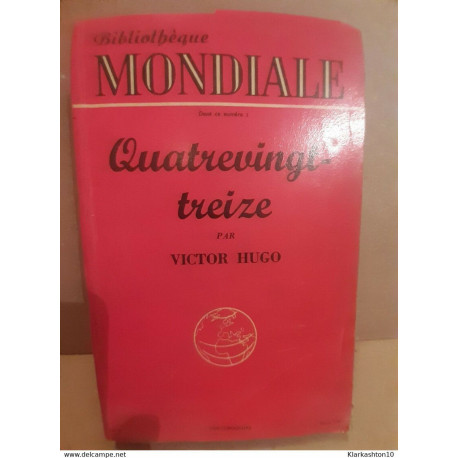 Bibliothèque
MONDIALE
Quatrevingt-
treize
PAR
VICTOR HUGO
www.delcampe.net
Klarkashton10